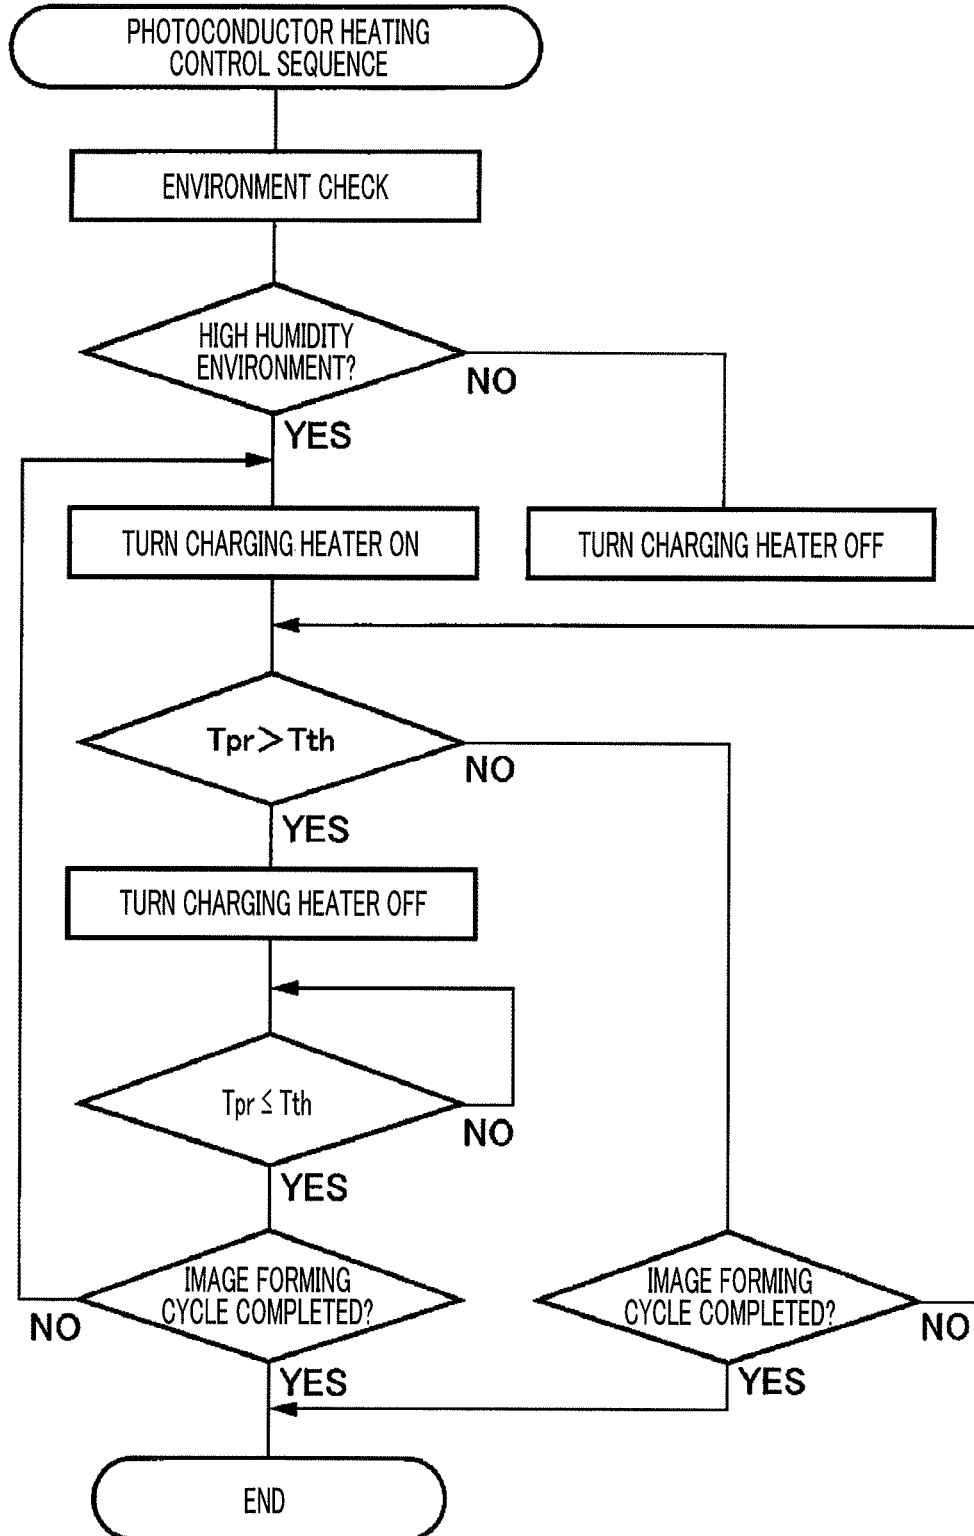 PHOTOCONDUCTOR HEATING
CONTROL SEQUENCE
ENVIRONMENT CHECK
HIGH HUMIDITY
ENVIRONMENT?
NO
YES
TURN CHARGING HEATER ON
TURN CHARGING HEATER OFF
Tpr>Tth
NO
YES
TURN CHARGING HEATER OFF
Tpr≤Tth
NO
YES
IMAGE FORMING
CYCLE COMPLETED?
NO
YES
IMAGE FORMING
CYCLE COMPLETED?
NO
YES
END